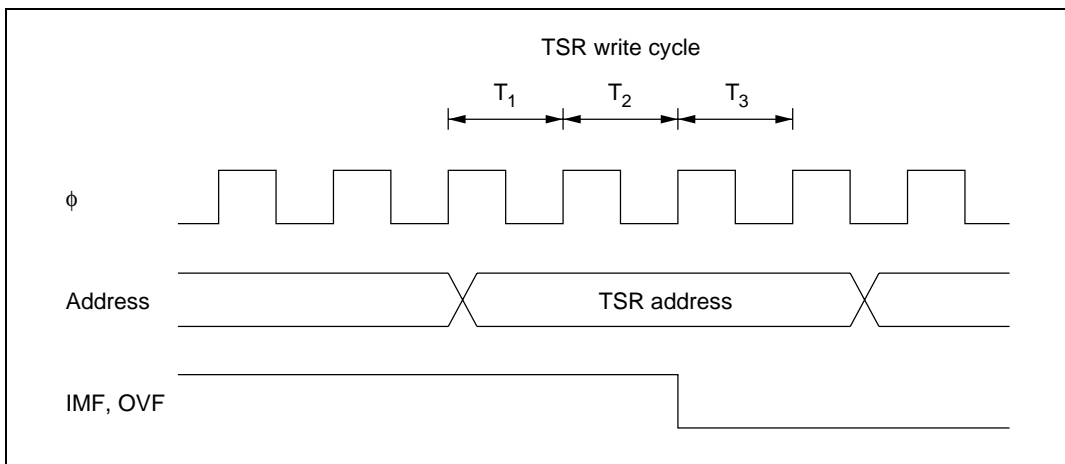 TSR write cycle
T1 T2 T3
ϕ
Address
TSR address
IMF, OVF